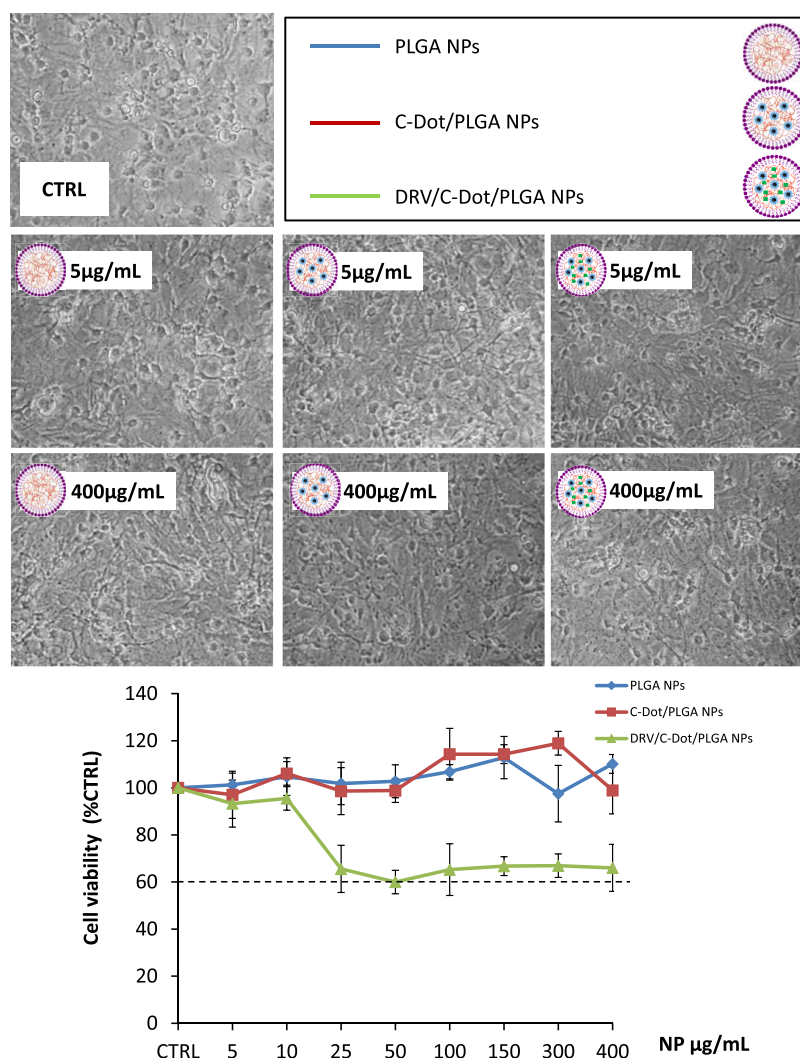 CTRL
PLGA NPs
C-Dot/PLGA NPs
DRV/C-Dot/PLGA NPs
5µg/mL
5µg/mL
5µg/mL
400µg/mL
400µg/mL
400µg/mL
PLGA NPs
C-Dot/PLGA NPs
DRV/C-Dot/PLGA NPs
Cell viability (%CTRL)
140
120
100
80
60
40
20
0
CTRL 5 10 25 50 100 150 300 400
NP µg/mL